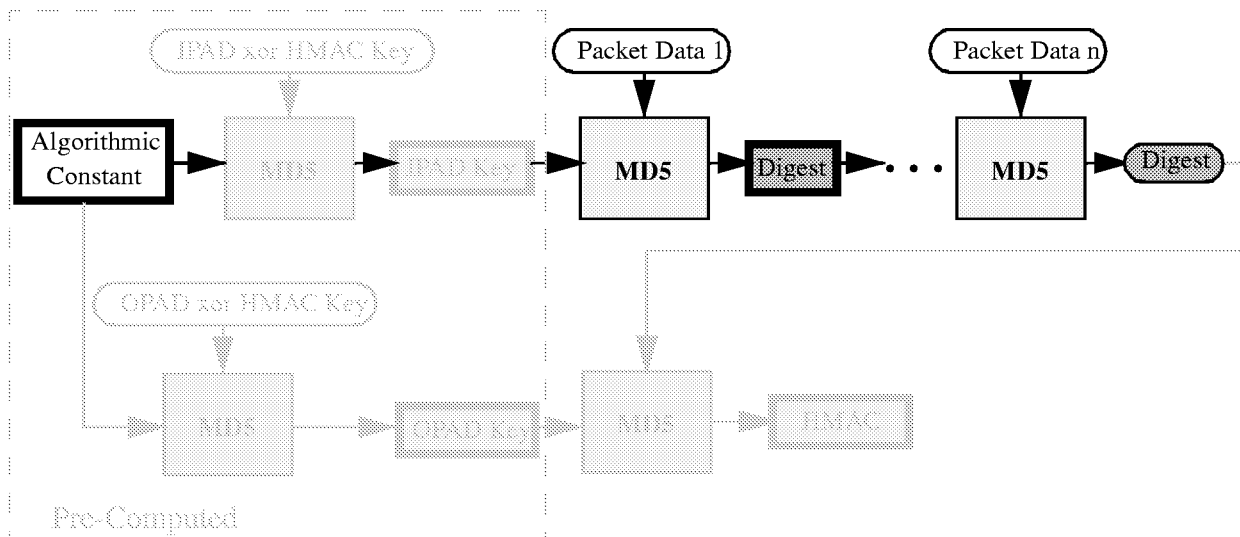 IPAD xor HMAC Key
Packet Data 1
Packet Data n
Algorithmic
Constant
MD5
IPAD Key
MD5
Digest
• • •
MD5
Digest
OPAD xor HMAC Key
MD5
OPAD Key
MD5
HMAC
Pre-Computed